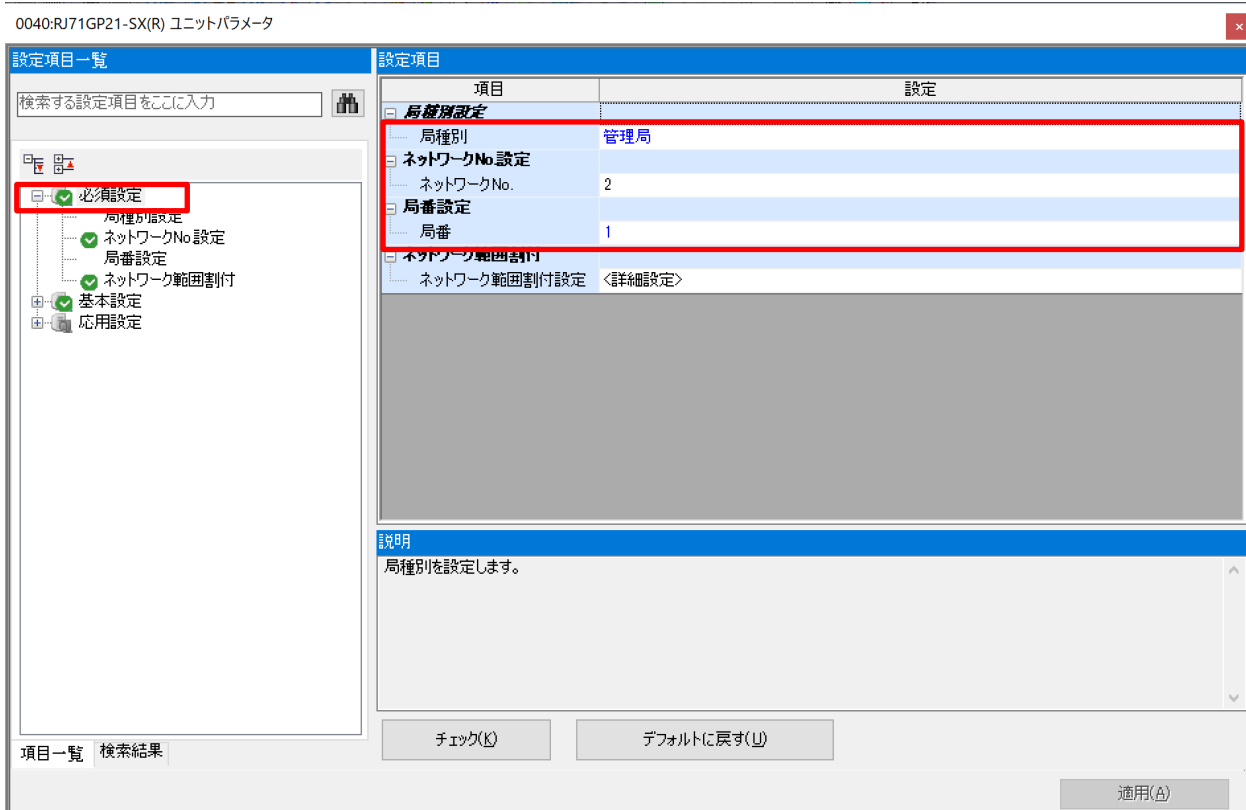 0040:RJ71GP21-SX(R) ユニットパラメータ
設定項目一覧
検索する設定項目をここに入力
必須設定
局種別設定
ネットワークNo.設定
局番設定
ネットワーク範囲割付
基本設定
応用設定
項目一覧 検索結果
設定項目
項目 設定
局種別設定
局種別 管理局
ネットワークNo.設定
ネットワークNo. 2
局番設定
局番 1
ネットワーク範囲割付
ネットワーク範囲割付設定 <詳細設定>
説明
局種別を設定します。
チェック(K) デフォルトに戻す(U)
適用(A)